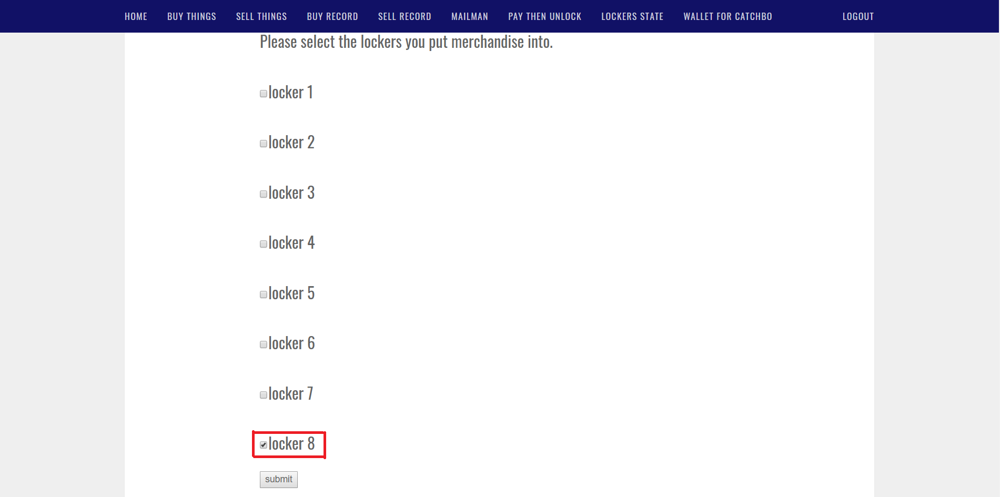 HOME BUY THINGS SELL THINGS BUY RECORD SELL RECORD MAILMAN PAY THEN UNLOCK LOCKERS STATE WALLET FOR CATCHBO LOGOUT
Please select the lockers you put merchandise into.
locker 1
locker 2
locker 3
locker 4
locker 5
locker 6
locker 7
locker 8
submit